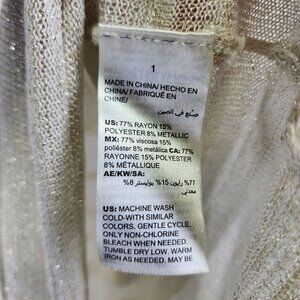 1
MADE IN CHINA/ HECHO EN
CHINA/ FABRIQUÉ EN
CHINE/
صنع في الصين
US: 77% RAYON 15%
POLYESTER 8% METALLIC
MX: 77% viscosa 15%
poliéster 8% metálica CA: 77%
RAYONNE 15% POLYESTER
8% MÉTALLIQUE
AE/KW/SA:
77% رايون 15% بوليستر 8%
معدني
US: MACHINE WASH
COLD-WITH SIMILAR
COLORS. GENTLE CYCLE.
ONLY NON-CHLORINE
BLEACH WHEN NEEDED.
TUMBLE DRY LOW. WARM
IRON AS NEEDED. MAY BE